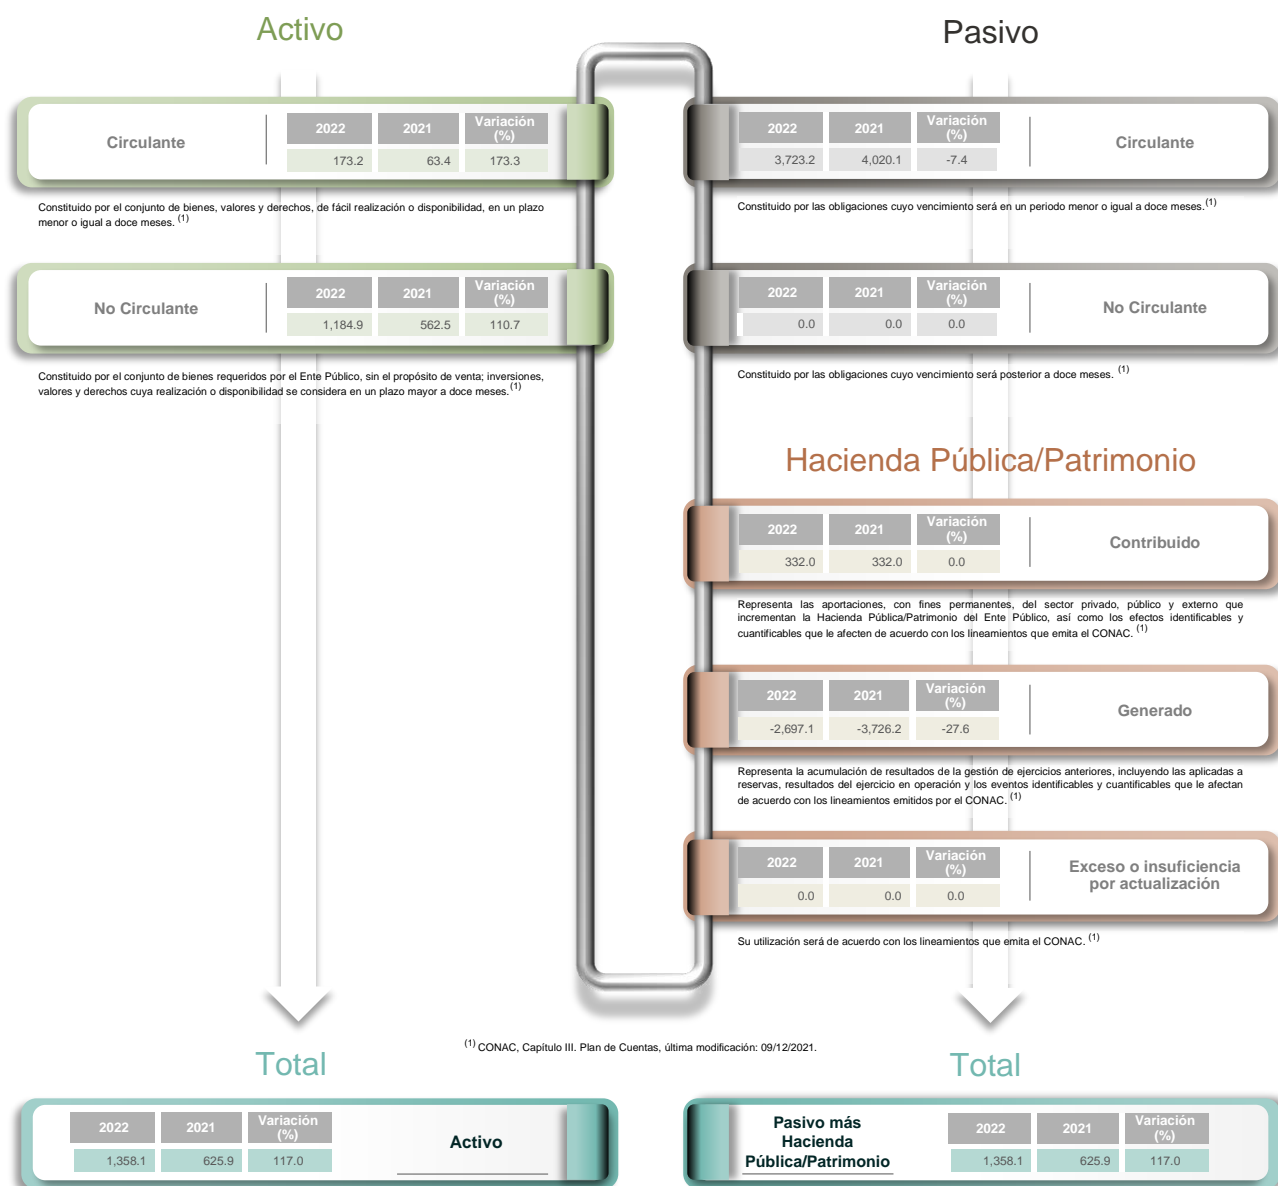 Activo
Circulante
2022 2021 Variación (%)
173.2 63.4 173.3
Constituido por el conjunto de bienes, valores y derechos, de fácil realización o disponibilidad, en un plazo
menor o igual a doce meses. (1)
No Circulante
2022 2021 Variación (%)
1,184.9 562.5 110.7
Constituido por el conjunto de bienes requeridos por el Ente Público, sin el propósito de venta; inversiones,
valores y derechos cuya realización o disponibilidad se considera en un plazo mayor a doce meses. (1)
Pasivo
2022 2021 Variación (%)
3,723.2 4,020.1 -7.4
Circulante
Constituido por las obligaciones cuyo vencimiento será en un periodo menor o igual a doce meses. (1)
2022 2021 Variación (%)
0.0 0.0 0.0
No Circulante
Constituido por las obligaciones cuyo vencimiento será posterior a doce meses. (1)
Hacienda Pública/Patrimonio
2022 2021 Variación (%)
332.0 332.0 0.0
Contribuido
Representa las aportaciones, con fines permanentes, del sector privado, público y externo que
incrementan la Hacienda Pública/Patrimonio del Ente Público, así como los efectos identificables y
cuantificables que le afecten de acuerdo con los lineamientos que emita el CONAC. (1)
2022 2021 Variación (%)
-2,697.1 -3,726.2 -27.6
Generado
Representa la acumulación de resultados de la gestión de ejercicios anteriores, incluyendo las aplicadas a
reservas, resultados del ejercicio en operación y los eventos identificables y cuantificables que le afectan
de acuerdo con los lineamientos emitidos por el CONAC. (1)
2022 2021 Variación (%)
0.0 0.0 0.0
Exceso o insuficiencia
por actualización
Su utilización será de acuerdo con los lineamientos que emita el CONAC. (1)
(1) CONAC, Capítulo III. Plan de Cuentas, última modificación: 09/12/2021.
Total
2022 2021 Variación (%)
1,358.1 625.9 117.0
Activo
Total
Pasivo más
Hacienda
Pública/Patrimonio
2022 2021 Variación (%)
1,358.1 625.9 117.0